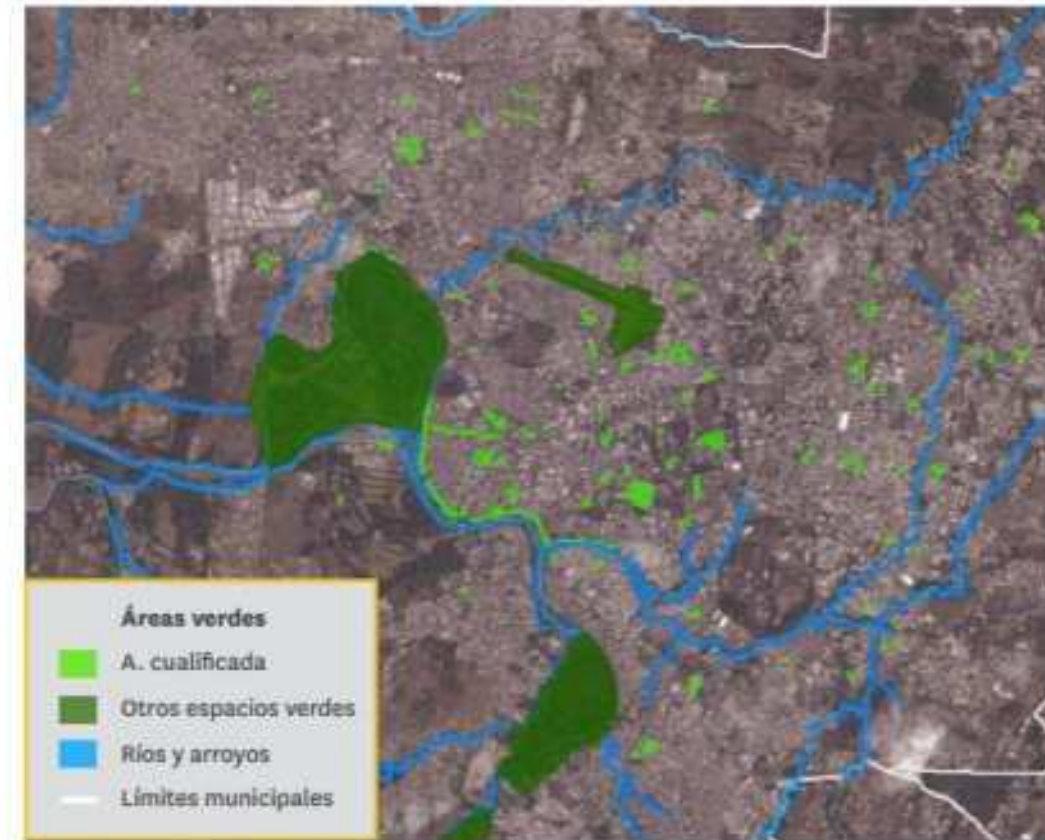 Áreas verdes
A. cualificada
Otros espacios verdes
Ríos y arroyos
Límites municipales